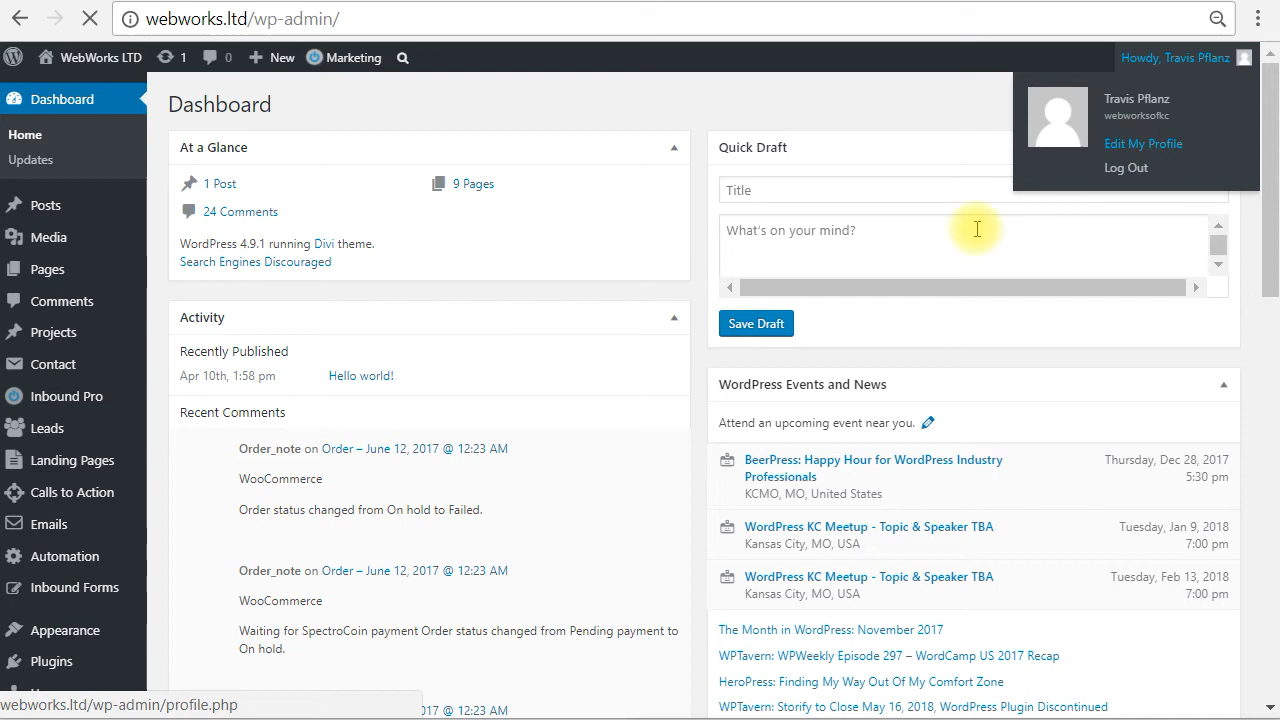 webworks.ltd/wp-admin/
WebWorks LTD
1
0
New
Marketing
Howdy, Travis Pflanz
Travis Pflanz
webworksofkc
Edit My Profile
Log Out
Dashboard
Home
Updates
Posts
Media
Pages
Comments
Projects
Contact
Inbound Pro
Leads
Landing Pages
Calls to Action
Emails
Automation
Inbound Forms
Appearance
Plugins
webworks.ltd/wp-admin/profile.php
Dashboard
At a Glance
1 Post
9 Pages
24 Comments
WordPress 4.9.1 running Divi theme.
Search Engines Discouraged
Activity
Recently Published
Apr 10th, 1:58 pm
Hello world!
Recent Comments
Order_note on Order – June 12, 2017 @ 12:23 AM
WooCommerce
Order status changed from On hold to Failed.
Order_note on Order – June 12, 2017 @ 12:23 AM
WooCommerce
Waiting for SpectroCoin payment Order status changed from Pending payment to
On hold.
017 @ 12:23 AM
Quick Draft
Title
What's on your mind?
Save Draft
WordPress Events and News
Attend an upcoming event near you.
BeerPress: Happy Hour for WordPress Industry
Professionals
KCMO, MO, United States
Thursday, Dec 28, 2017
5:30 pm
WordPress KC Meetup - Topic & Speaker TBA
Kansas City, MO, USA
Tuesday, Jan 9, 2018
7:00 pm
WordPress KC Meetup - Topic & Speaker TBA
Kansas City, MO, USA
Tuesday, Feb 13, 2018
7:00 pm
The Month in WordPress: November 2017
WPTavern: WPWeekly Episode 297 – WordCamp US 2017 Recap
HeroPress: Finding My Way Out Of My Comfort Zone
WPTavern: Storify to Close May 16, 2018, WordPress Plugin Discontinued